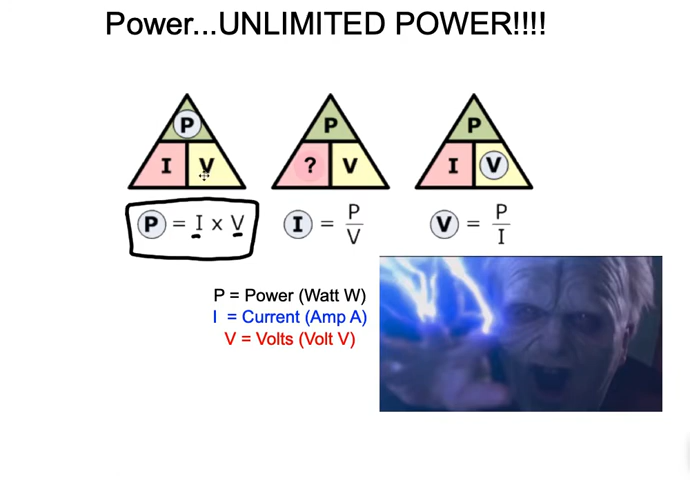 Power...UNLIMITED POWER!!!!
P P P
I V ? V I V
P = I x V
I = P/V
V = P/I
P = Power (Watt W)
I = Current (Amp A)
V = Volts (Volt V)